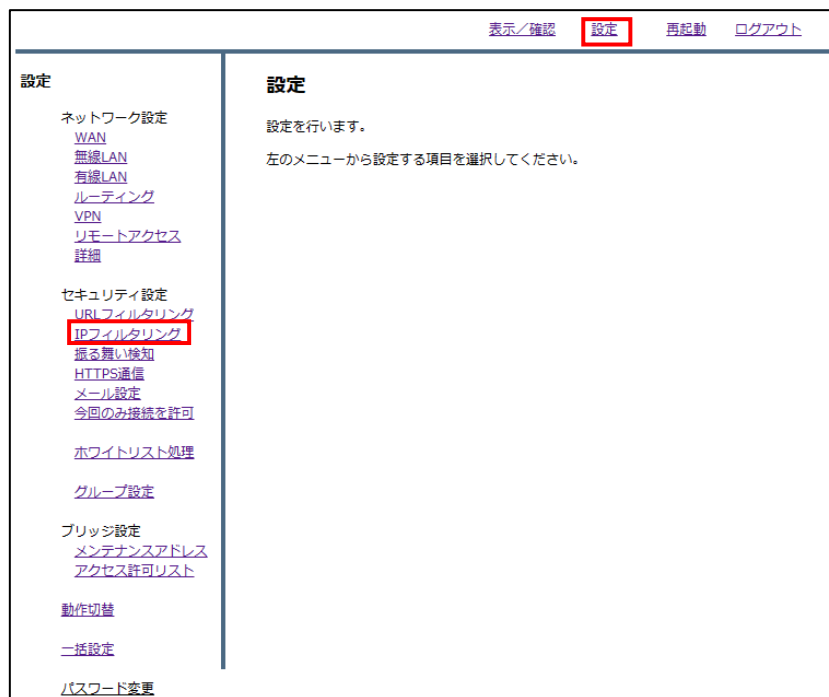 表示／確認 設定 再起動 ログアウト
設定
ネットワーク設定
WAN
無線LAN
有線LAN
ルーティング
VPN
リモートアクセス
詳細
セキュリティ設定
URLフィルタリング
IPフィルタリング
振る舞い検知
HTTPS通信
メール設定
今回のみ接続を許可
ホワイトリスト処理
グループ設定
ブリッジ設定
メンテナンスアドレス
アクセス許可リスト
動作切替
一括設定
パスワード変更
設定
設定を行います。
左のメニューから設定する項目を選択してください。